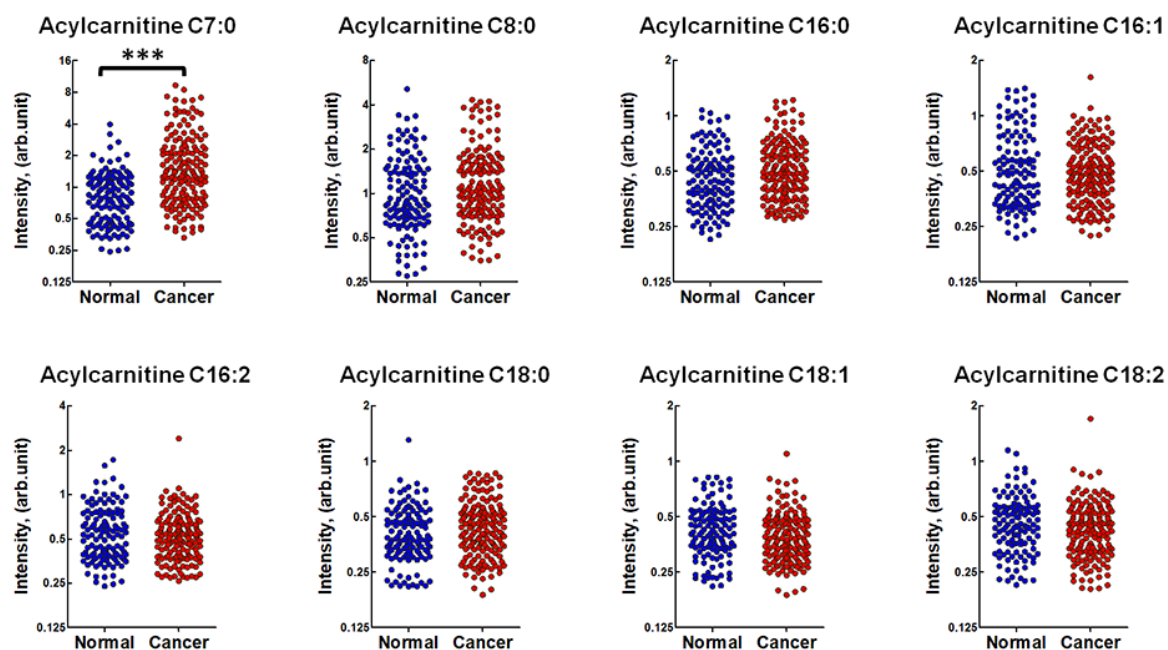 Acylcarnitine C7:0
***
Intensity, (arb.unit)
16
8
4
2
1
0.5
0.25
0.125
Normal Cancer
Acylcarnitine C8:0
Intensity, (arb.unit)
8
4
2
1
0.5
0.25
Normal Cancer
Acylcarnitine C16:0
Intensity, (arb.unit)
2
1
0.5
0.25
0.125
Normal Cancer
Acylcarnitine C16:1
Intensity, (arb.unit)
2
1
0.5
0.25
0.125
Normal Cancer
Acylcarnitine C16:2
Intensity, (arb.unit)
4
2
1
0.5
0.25
0.125
Normal Cancer
Acylcarnitine C18:0
Intensity, (arb.unit)
2
1
0.5
0.25
0.125
Normal Cancer
Acylcarnitine C18:1
Intensity, (arb.unit)
2
1
0.5
0.25
0.125
Normal Cancer
Acylcarnitine C18:2
Intensity, (arb.unit)
2
1
0.5
0.25
0.125
Normal Cancer